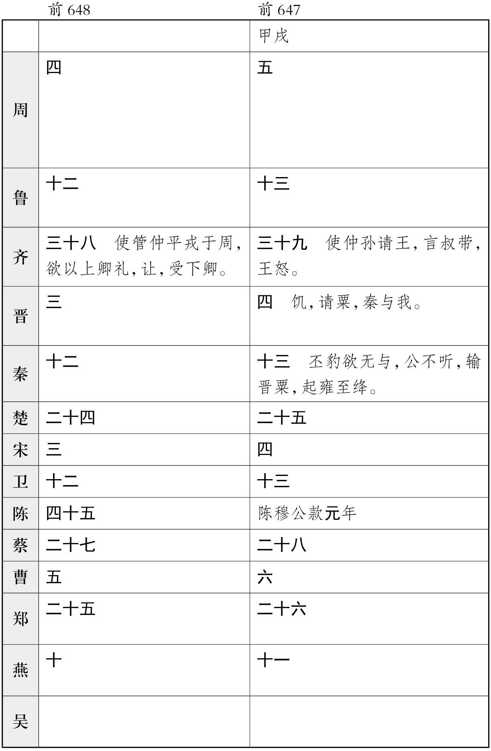 前 648 前 647
甲戌
周 四 五
鲁 十二 十三
齐 三十八 使管仲平戎于周， 三十九 使仲孙请王，言叔带，
欲以上卿礼，让，受下卿。 王怒。
晋 三 四 饥，请粟，秦与我。
秦 十二 十三 丕豹欲无与，公不听，输
晋粟，起雍至绛。
楚 二十四 二十五
宋 三 四
卫 十二 十三
陈 四十五 陈穆公款元年
蔡 二十七 二十八
曹 五 六
郑 二十五 二十六
燕 十 十一
吴